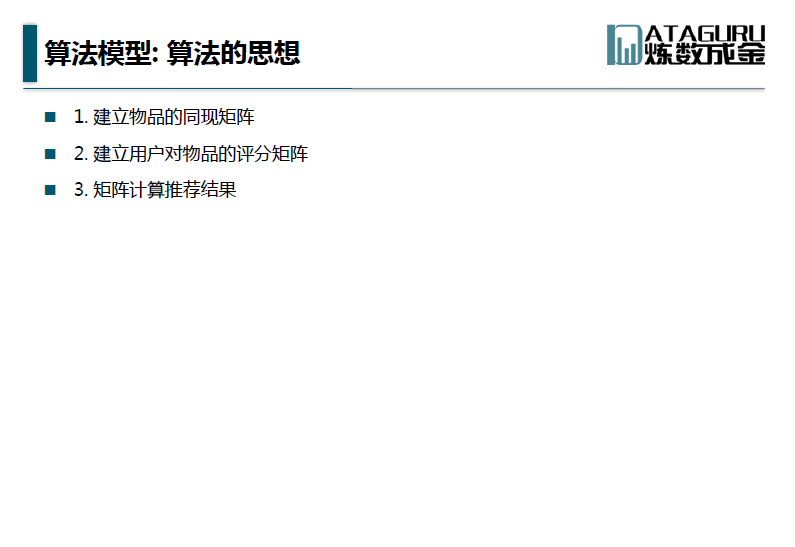 算法模型: 算法的思想
DATAGURU
炼数成金
1. 建立物品的同现矩阵
2. 建立用户对物品的评分矩阵
3. 矩阵计算推荐结果